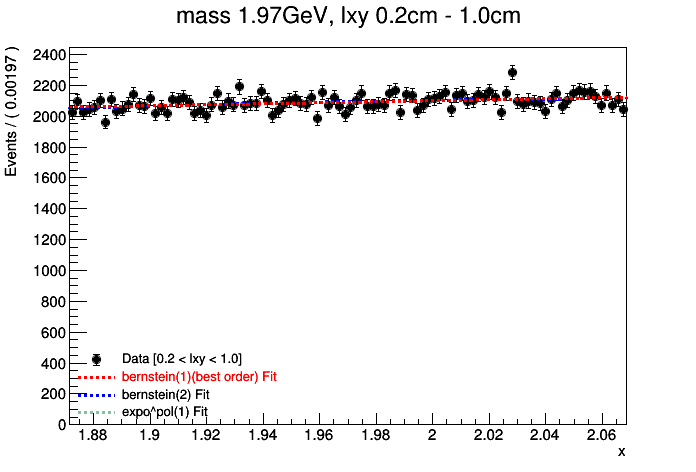 mass 1.97GeV, lxy 0.2cm - 1.0cm
Events / ( 0.00197 )
2400
2200
2000
1800
1600
1400
1200
1000
800
600
400
200
0
Data [0.2 < lxy < 1.0]
bernstein(1)(best order) Fit
bernstein(2) Fit
expo^pol(1) Fit
1.88 1.9 1.92 1.94 1.96 1.98 2 2.02 2.04 2.06
x